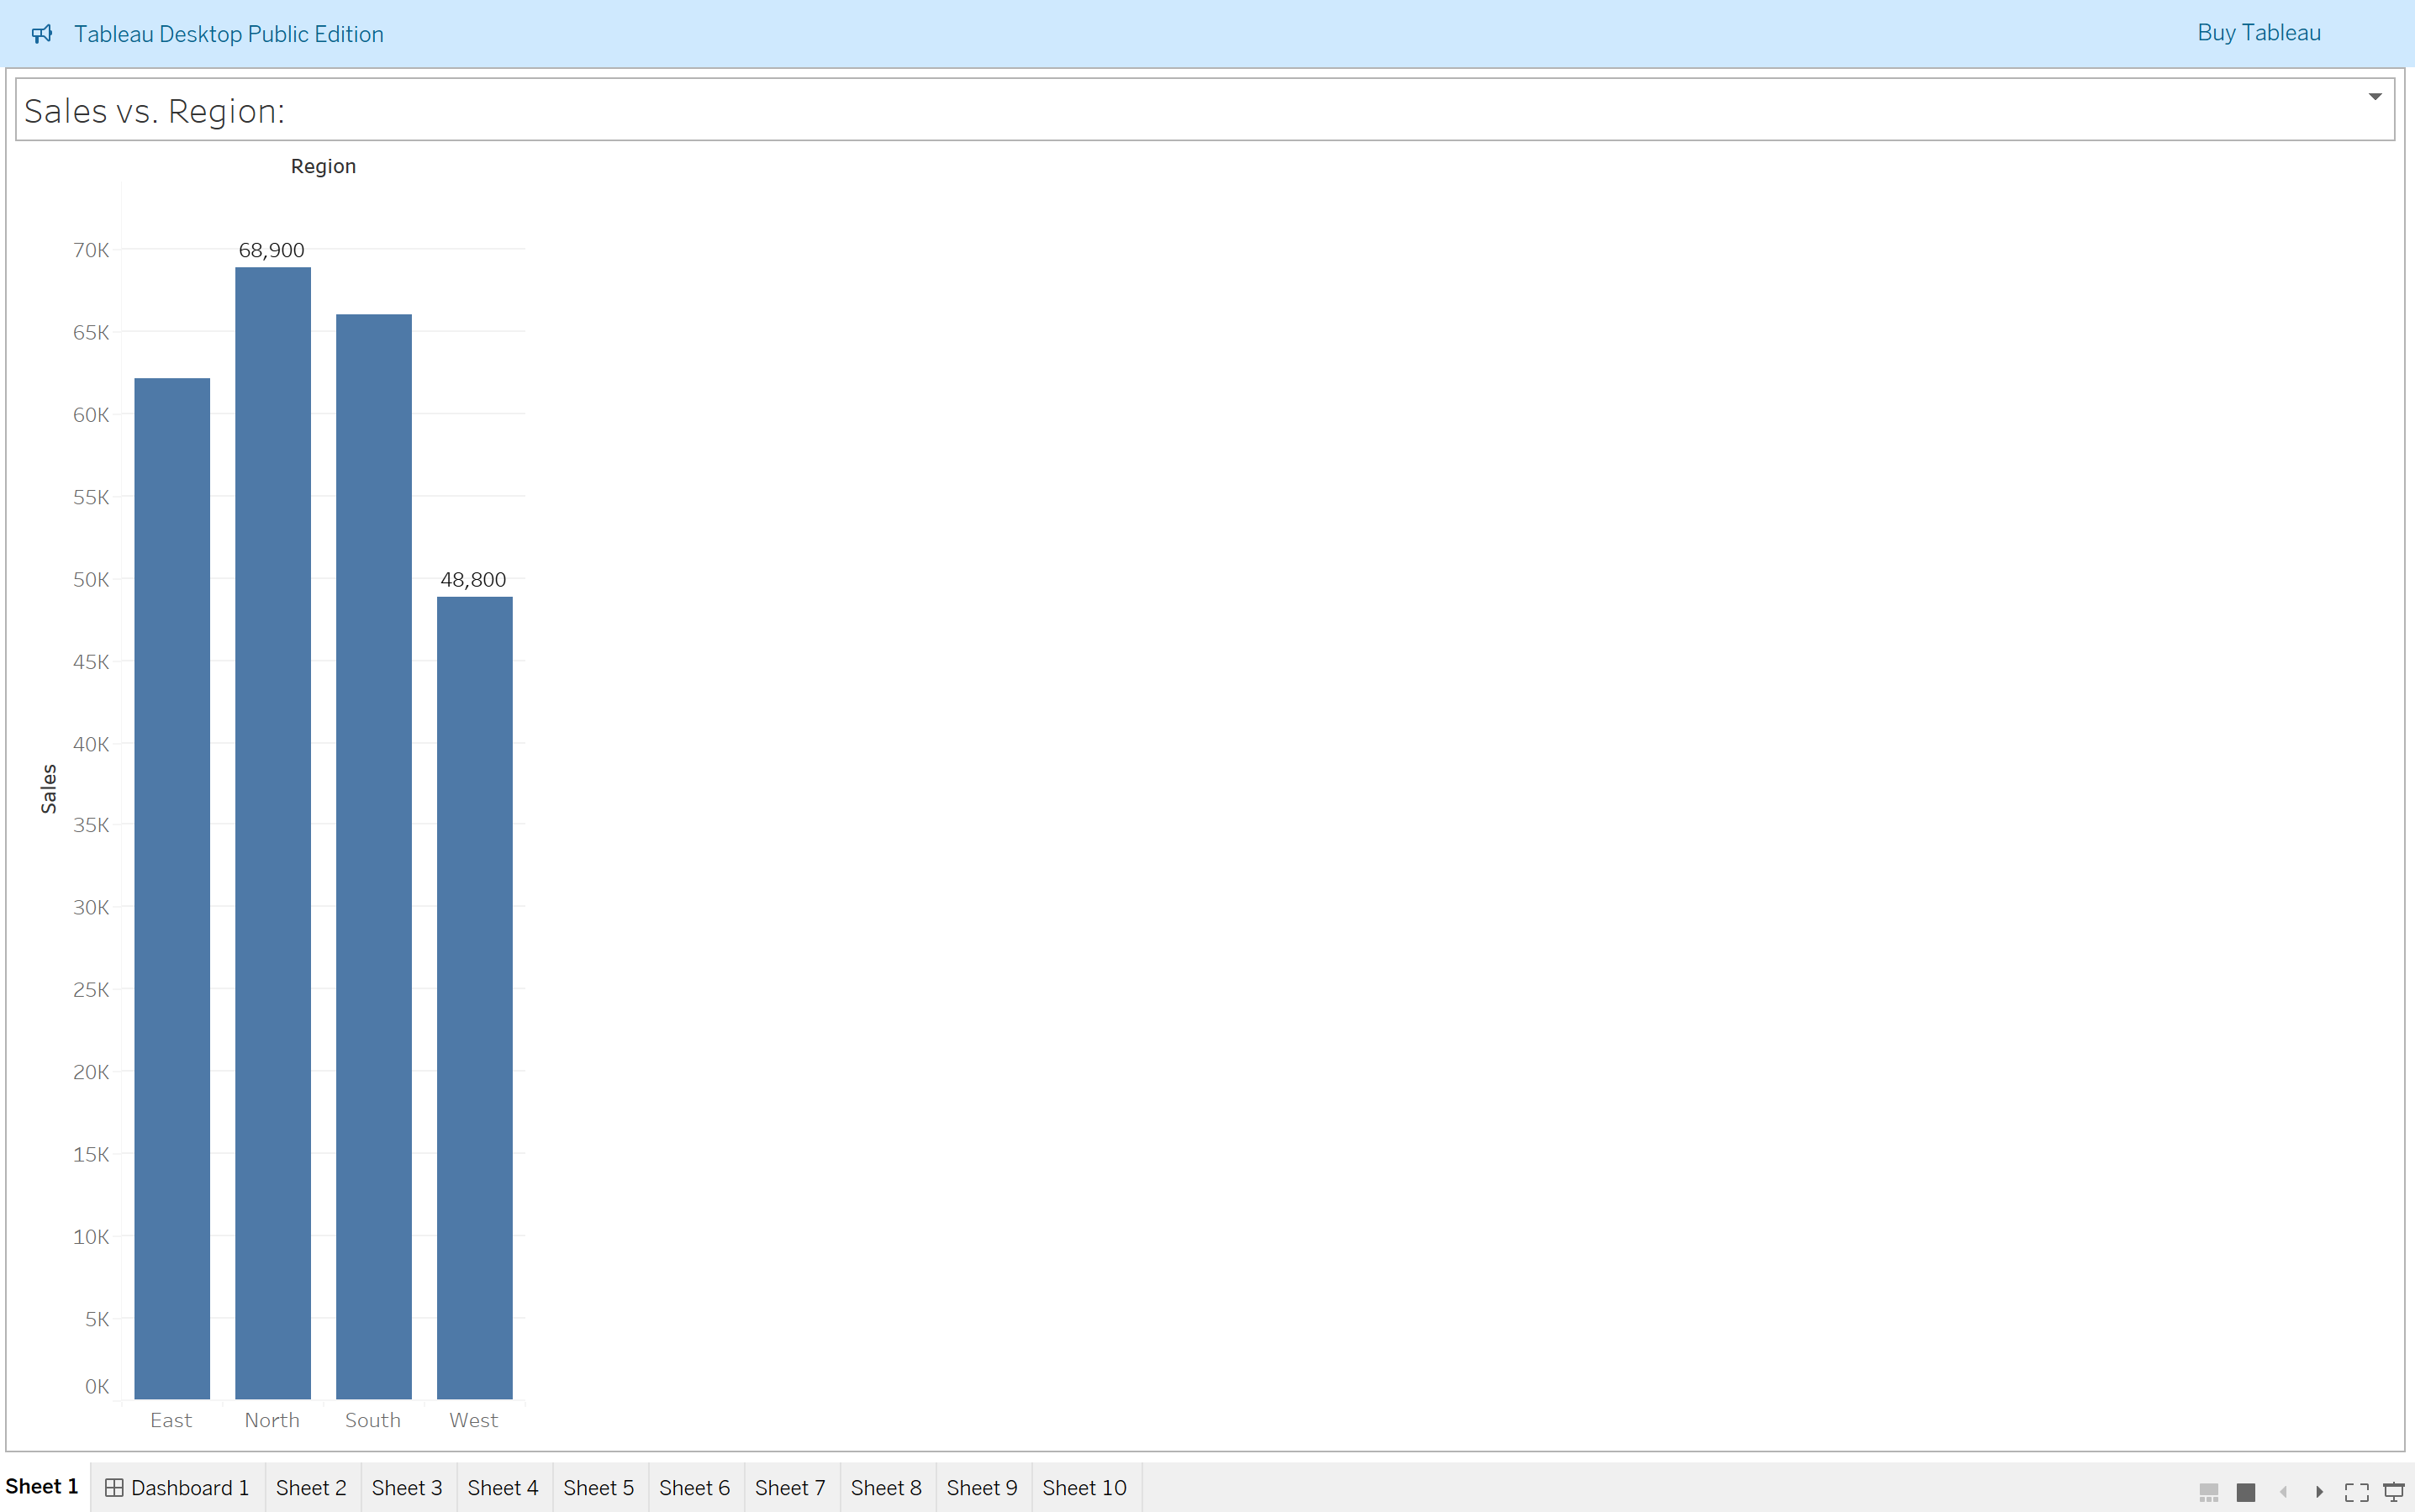 Tableau Desktop Public Edition
Buy Tableau
Sales vs. Region:
Region
70K
68,900
65K
60K
55K
50K
48,800
45K
40K
Sales
35K
30K
25K
20K
15K
10K
5K
0K
East North South West
Sheet 1 Dashboard 1 Sheet 2 Sheet 3 Sheet 4 Sheet 5 Sheet 6 Sheet 7 Sheet 8 Sheet 9 Sheet 10